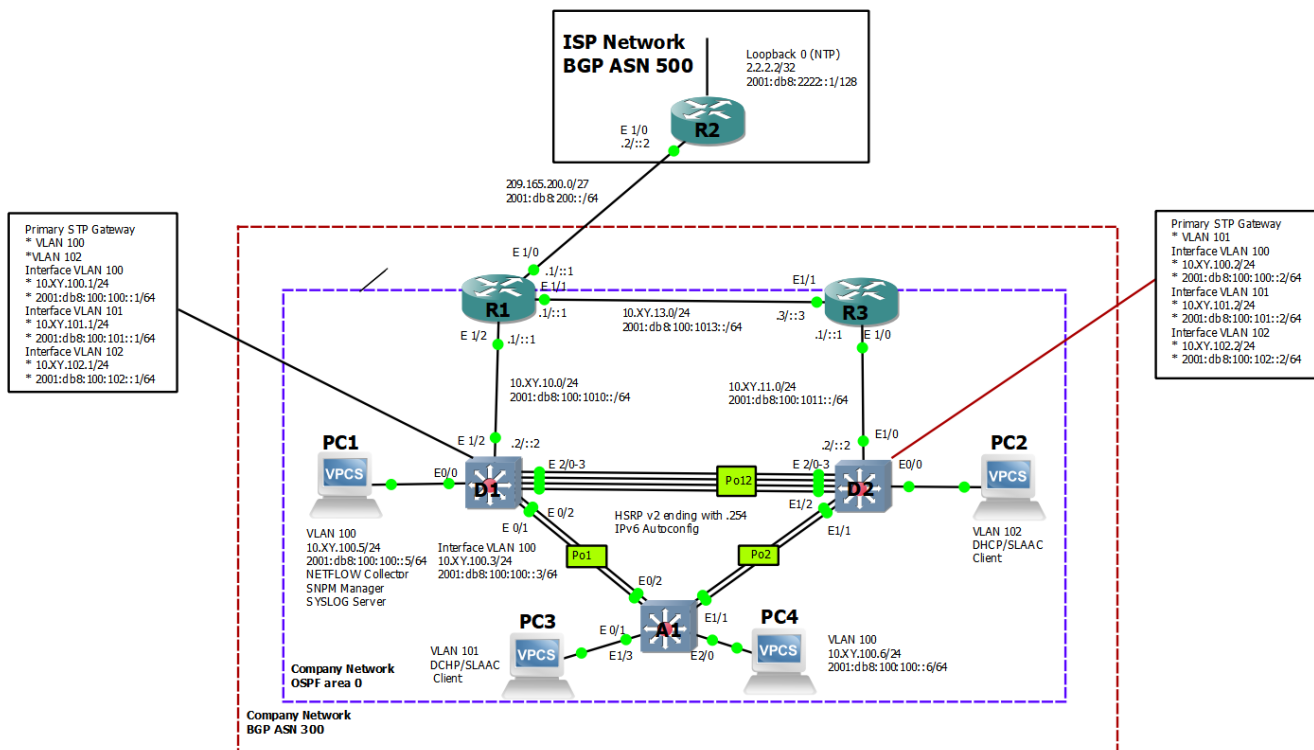 ISP Network
BGP ASN 500
Loopback 0 (NTP)
2.2.2.2/32
2001:db8:2222::1/128
R2
E 1/0
.2/::2
209.165.200.0/27
2001:db8:200::/64
Primary STP Gateway
* VLAN 100
*VLAN 102
Interface VLAN 100
* 10.XY.100.1/24
* 2001:db8:100:100::1/64
Interface VLAN 101
* 10.XY.101.1/24
* 2001:db8:100:101::1/64
Interface VLAN 102
* 10.XY.102.1/24
* 2001:db8:100:102::1/64
Primary STP Gateway
* VLAN 101
Interface VLAN 100
* 10.XY.100.2/24
* 2001:db8:100:100::2/64
Interface VLAN 101
* 10.XY.101.2/24
* 2001:db8:100:101::2/64
Interface VLAN 102
* 10.XY.102.2/24
* 2001:db8:100:102::2/64
E 1/0
.1/::1
E 1/1
.1/::1
R1
E 1/2
.1/::1
10.XY.13.0/24
2001:db8:100:1013::/64
E1/1
.3/::3
R3
.1/::1
E 1/0
10.XY.10.0/24
2001:db8:100:1010::/64
10.XY.11.0/24
2001:db8:100:1011::/64
E 1/2
.2/::2
E1/0
.2/::2
PC1
VPCS
E0/0
D1
E 2/0-3
Po12
E 2/0-3
D2
E0/0
PC2
VPCS
E 0/2
E 0/1
HSRP v2 ending with .254
IPv6 Autoconfig
E1/2
E1/1
VLAN 100
10.XY.100.5/24
2001:db8:100:100::5/64
NETFLOW Collector
SNPM Manager
SYSLOG Server
Interface VLAN 100
10.XY.100.3/24
2001:db8:100:100::3/64
VLAN 102
DHCP/SLAAC
Client
Po1
Po2
E0/2
E1/1
A1
PC3
VPCS
E 0/1
E1/3
E2/0
PC4
VPCS
VLAN 101
DCHP/SLAAC
Client
VLAN 100
10.XY.100.6/24
2001:db8:100:100::6/64
Company Network
OSPF area 0
Company Network
BGP ASN 300